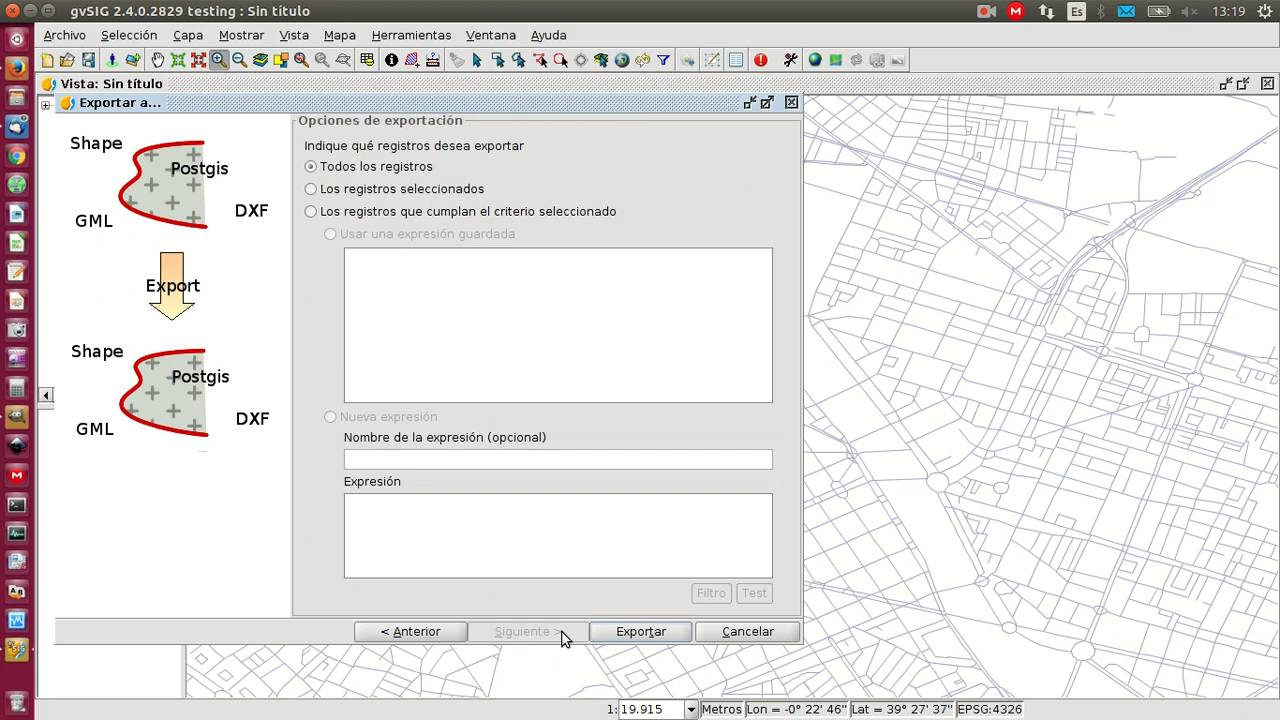 gvSIG 2.4.0.2829 testing : Sin título
Es
13:19
Archivo Selección Capa Mostrar Vista Mapa Herramientas Ventana Ayuda
Vista: Sin título
Exportar a...
Shape
Postgis
GML
DXF
Export
Shape
Postgis
GML
DXF
Opciones de exportación
Indique qué registros desea exportar
Todos los registros
Los registros seleccionados
Los registros que cumplan el criterio seleccionado
Usar una expresión guardada
Nueva expresión
Nombre de la expresión (opcional)
Expresión
Filtro Test
< Anterior Siguiente > Exportar Cancelar
1: 19.915 Metros Lon = -0° 22' 46" Lat = 39° 27' 37" EPSG:4326